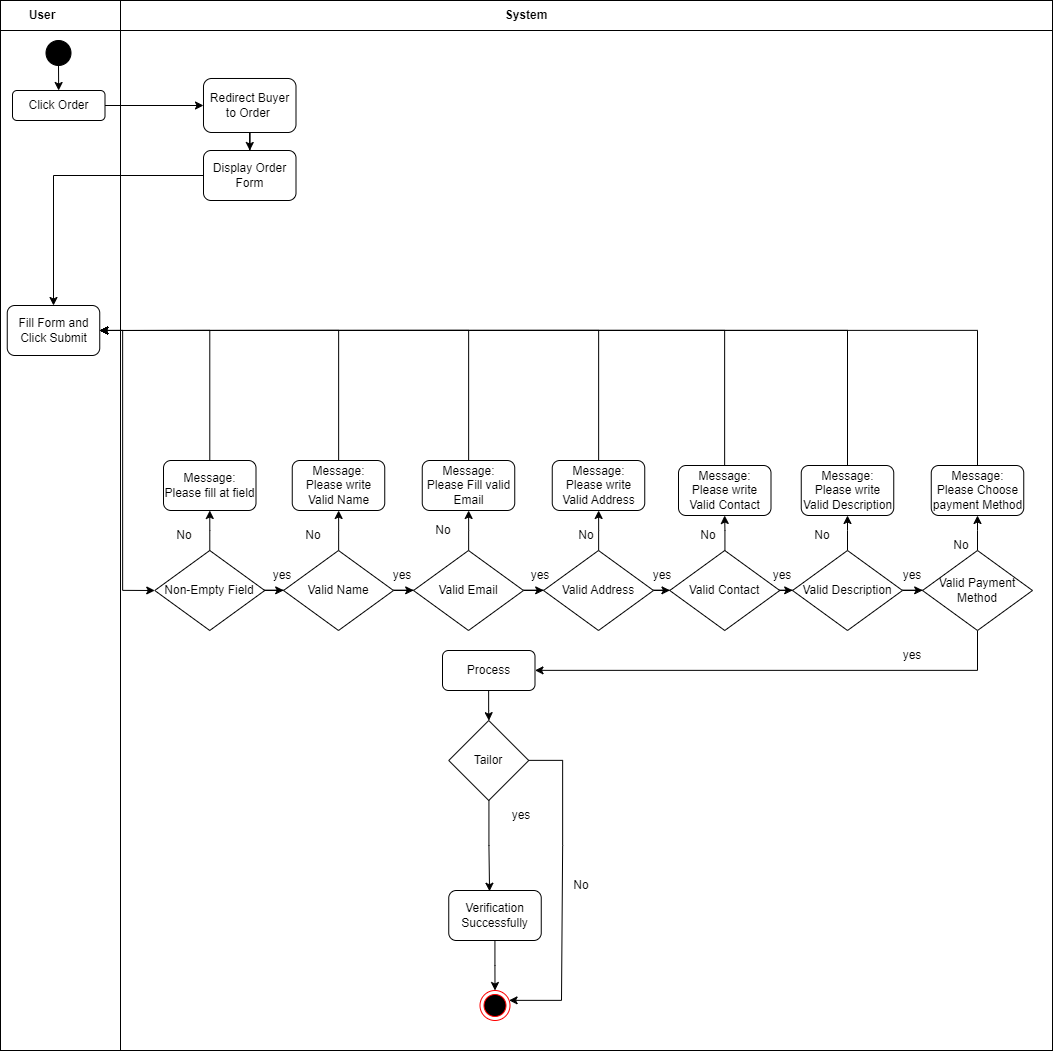 User
System
Click Order
Redirect Buyer
to Order
Display Order
Form
Fill Form and
Click Submit
Message:
Please fill at field
Message:
Please write
Valid Name
Message:
Please Fill valid
Email
Message:
Please write
Valid Address
Message:
Please write
Valid Contact
Message:
Please write
Valid Description
Message:
Please Choose
payment Method
No
No
No
No
No
No
No
Non-Empty Field
yes
Valid Name
yes
Valid Email
yes
Valid Address
yes
Valid Contact
yes
Valid Description
yes
Valid Payment
Method
yes
Process
Tailor
yes
No
Verification
Successfully